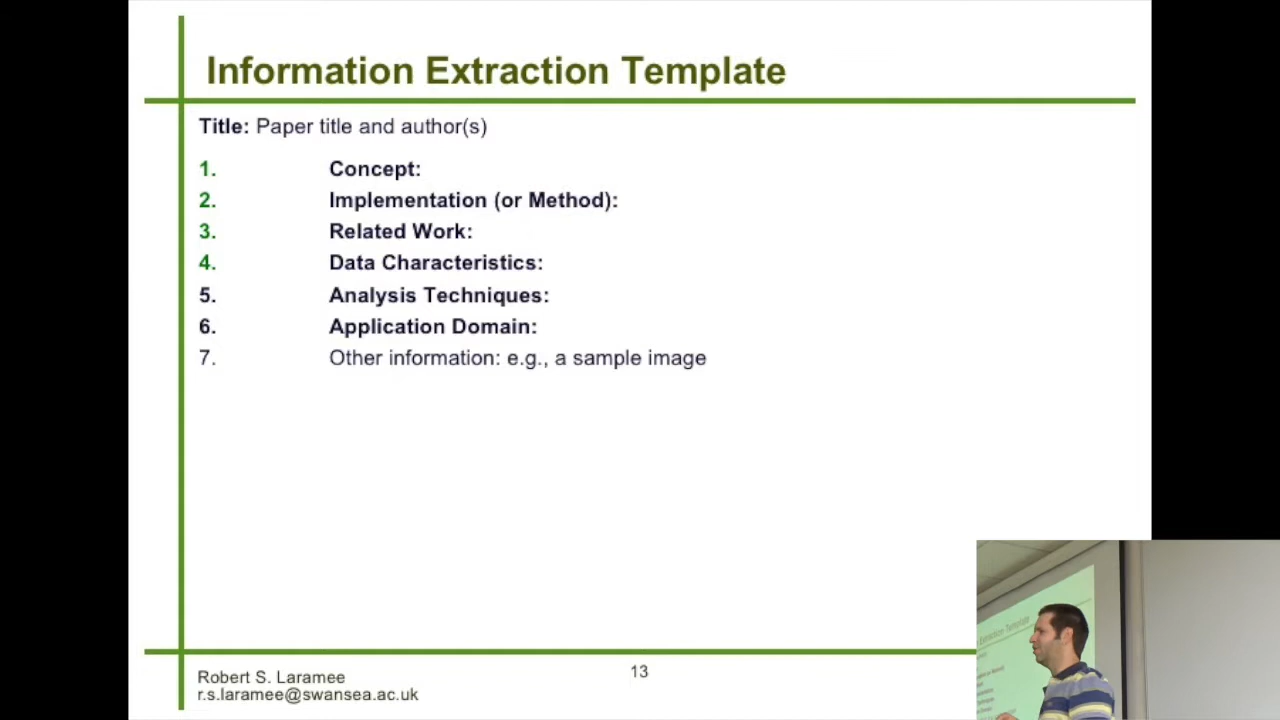 Information Extraction Template
Title: Paper title and author(s)
1. Concept:
2. Implementation (or Method):
3. Related Work:
4. Data Characteristics:
5. Analysis Techniques:
6. Application Domain:
7. Other information: e.g., a sample image
Robert S. Laramee
r.s.laramee@swansea.ac.uk
13
Extraction Template